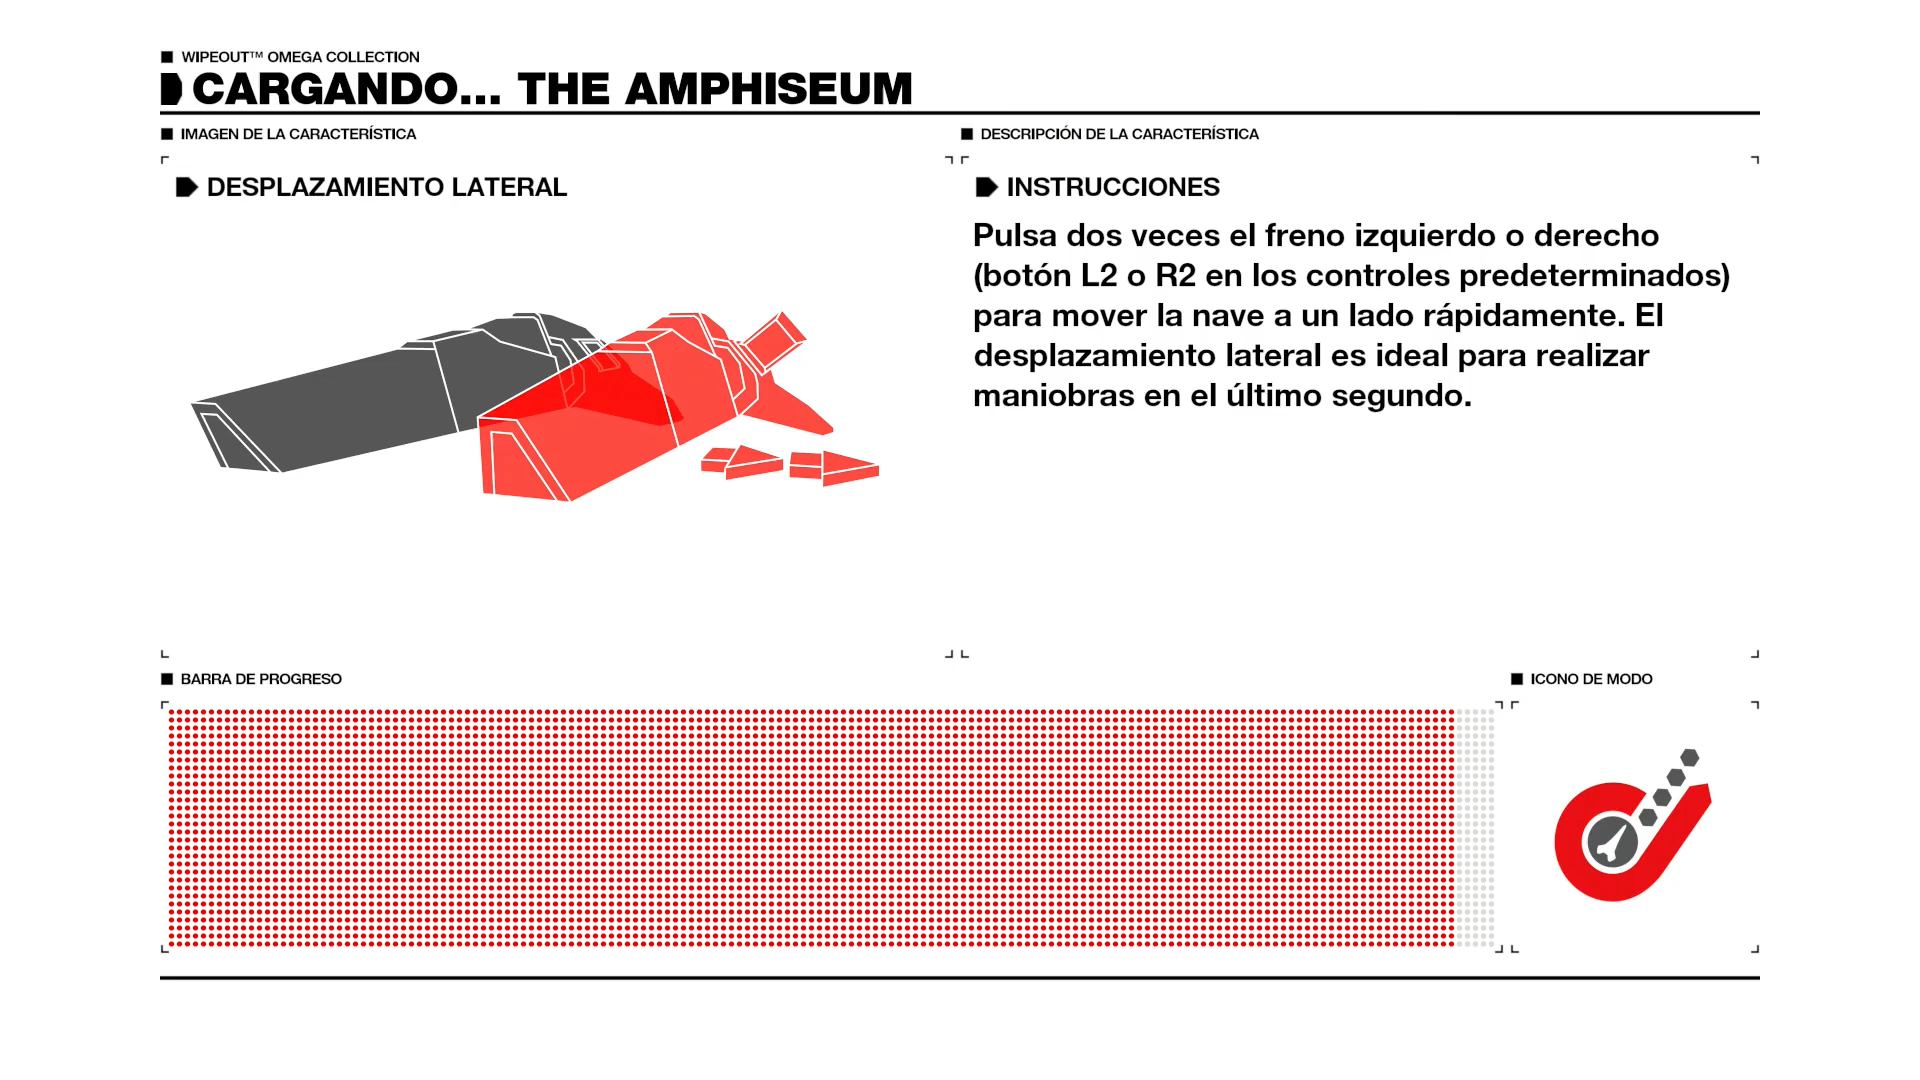 WIPEOUT™ OMEGA COLLECTION
CARGANDO... THE AMPHISEUM
IMAGEN DE LA CARACTERÍSTICA
DESPLAZAMIENTO LATERAL
DESCRIPCIÓN DE LA CARACTERÍSTICA
INSTRUCCIONES
Pulsa dos veces el freno izquierdo o derecho
(botón L2 o R2 en los controles predeterminados)
para mover la nave a un lado rápidamente. El
desplazamiento lateral es ideal para realizar
maniobras en el último segundo.
BARRA DE PROGRESO
ICONO DE MODO